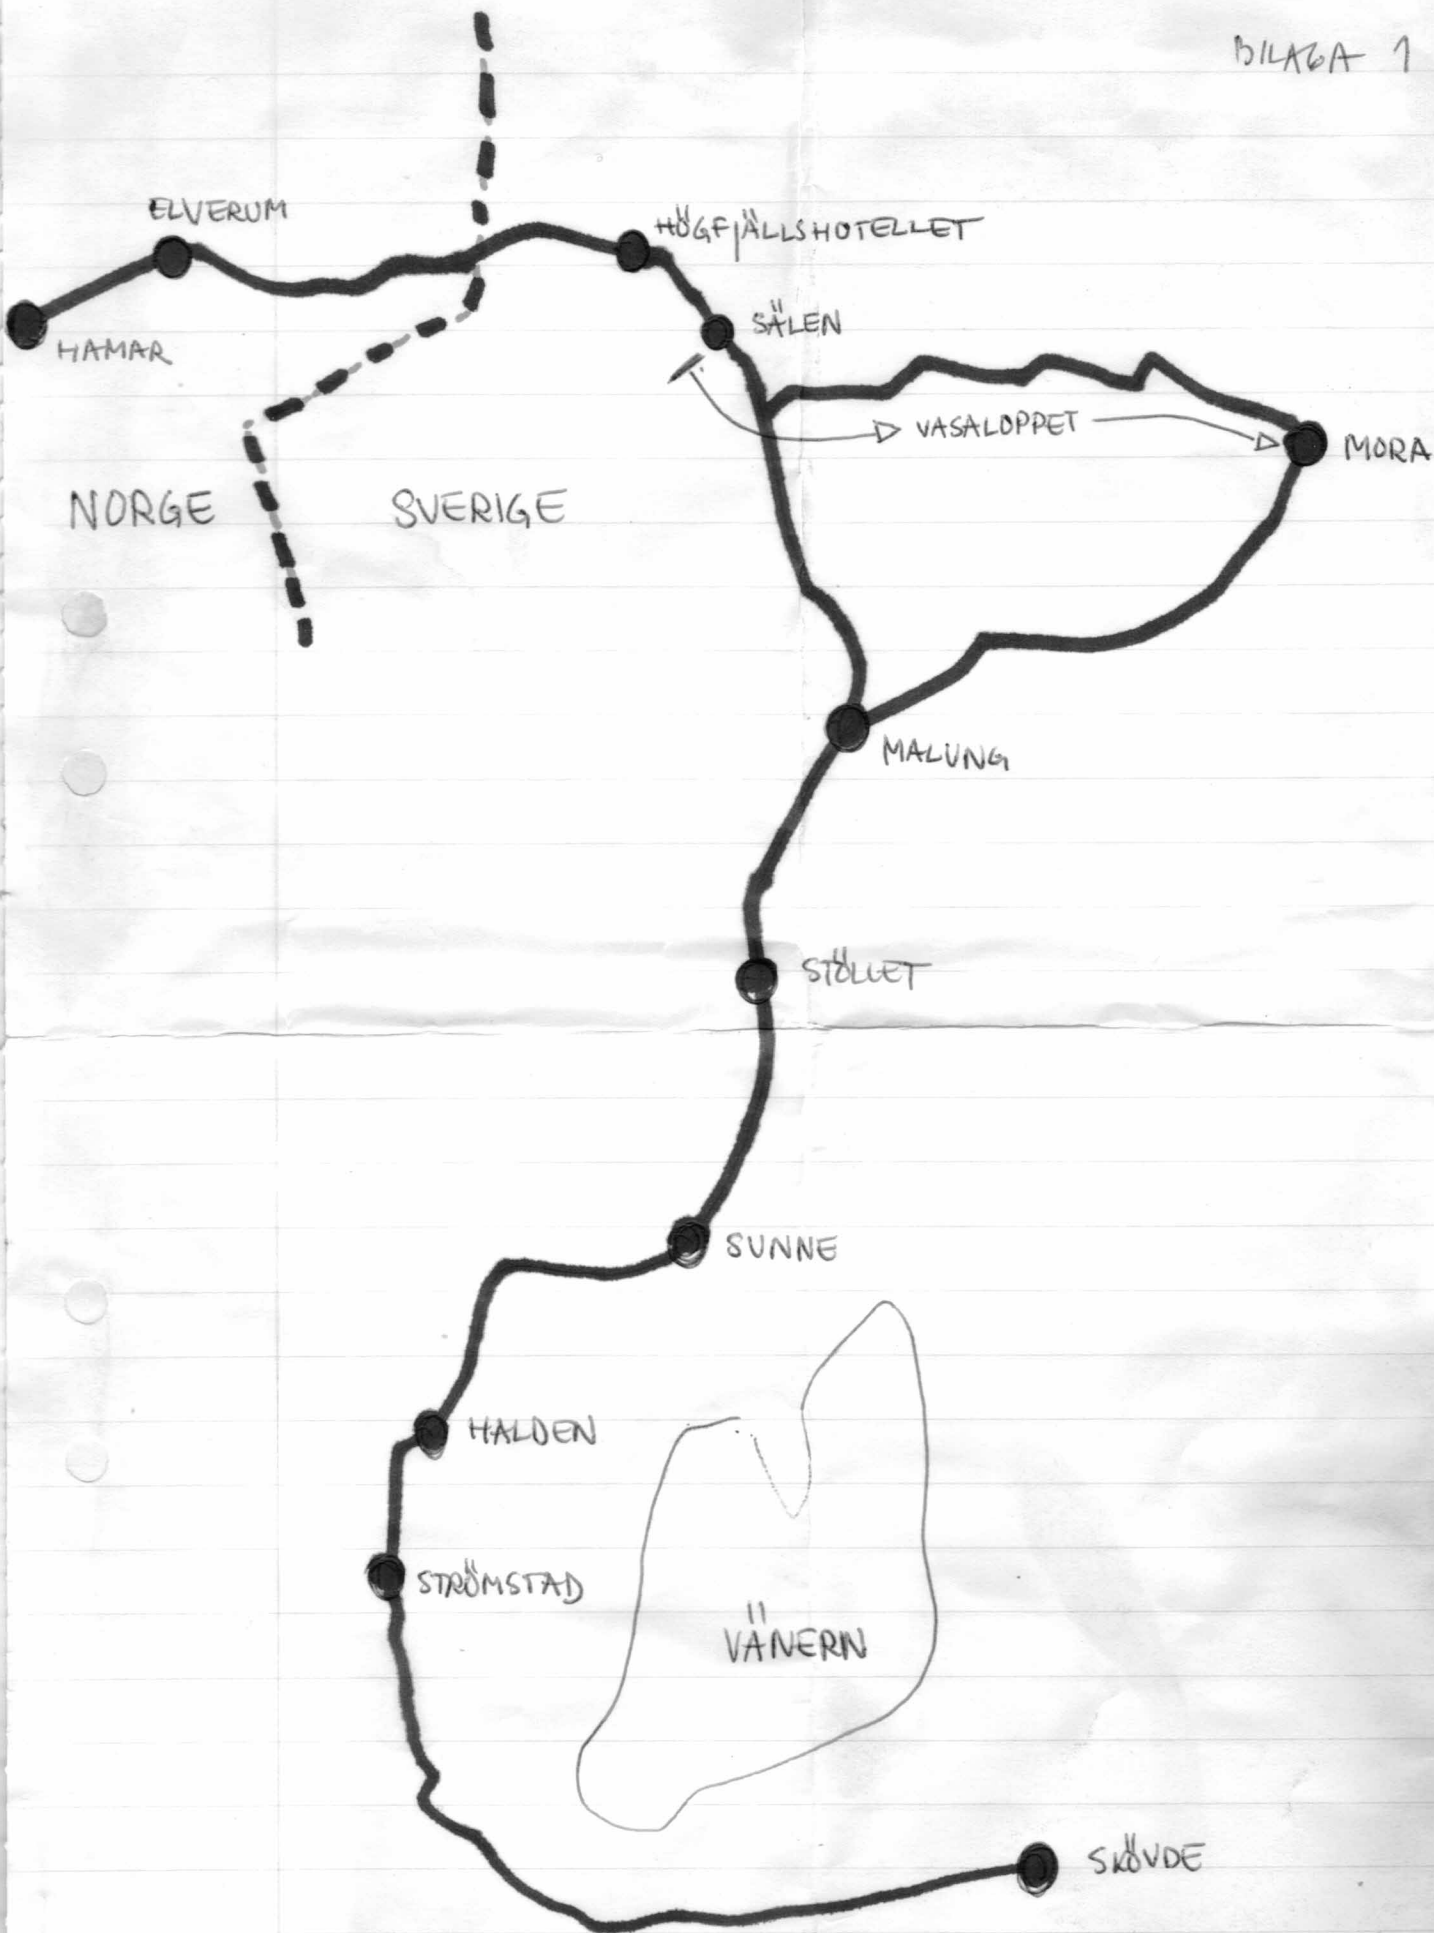 BILAGA 1
ELVERUM
HÖGFJÄLLSHOTELLET
HAMAR
SÄLEN
VASALOPPET
MORA
NORGE
SVERIGE
MALUNG
STÖLLET
SUNNE
HALDEN
STRÖMSTAD
VÄNERN
SKÖVDE